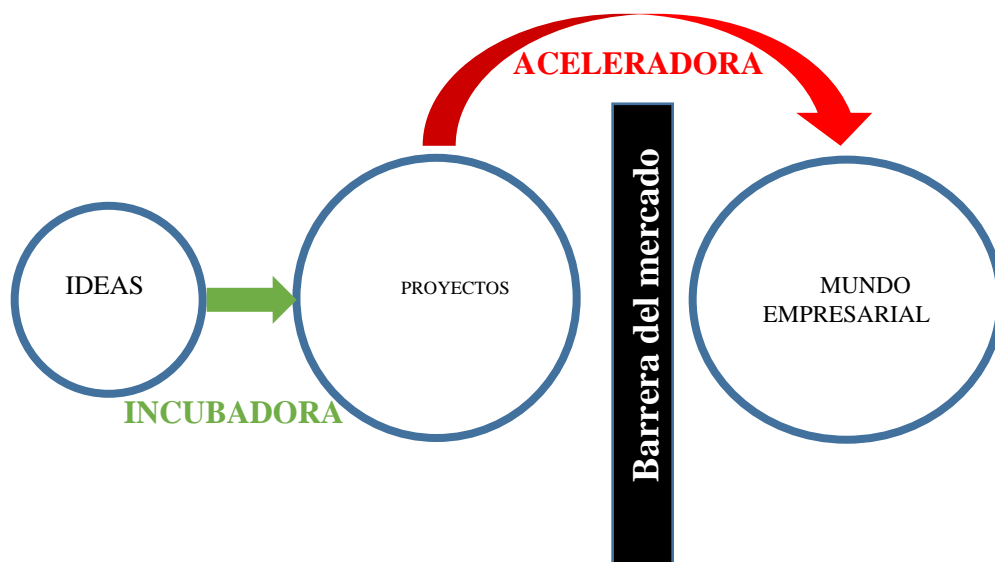 ACELERADORA
IDEAS
INCUBADORA
PROYECTOS
Barrera del mercado
MUNDO
EMPRESARIAL